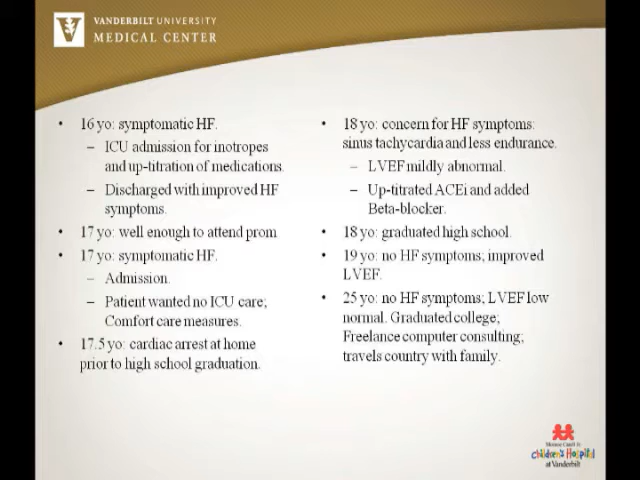 VANDERBILT UNIVERSITY
MEDICAL CENTER
• 16 yo: symptomatic HF.
– ICU admission for inotropes
and up-titration of medications.
– Discharged with improved HF
symptoms.
• 17 yo: well enough to attend prom
• 17 yo: symptomatic HF.
– Admission.
– Patient wanted no ICU care;
Comfort care measures.
• 17.5 yo: cardiac arrest at home
prior to high school graduation.
• 18 yo: concern for HF symptoms:
sinus tachycardia and less endurance.
– LVEF mildly abnormal.
– Up-titrated ACEi and added
Beta-blocker.
• 18 yo: graduated high school.
• 19 yo: no HF symptoms; improved
LVEF.
• 25 yo: no HF symptoms; LVEF low
normal. Graduated college;
Freelance computer consulting;
travels country with family.
Monroe Carell Jr.
Children's Hospital
at Vanderbilt